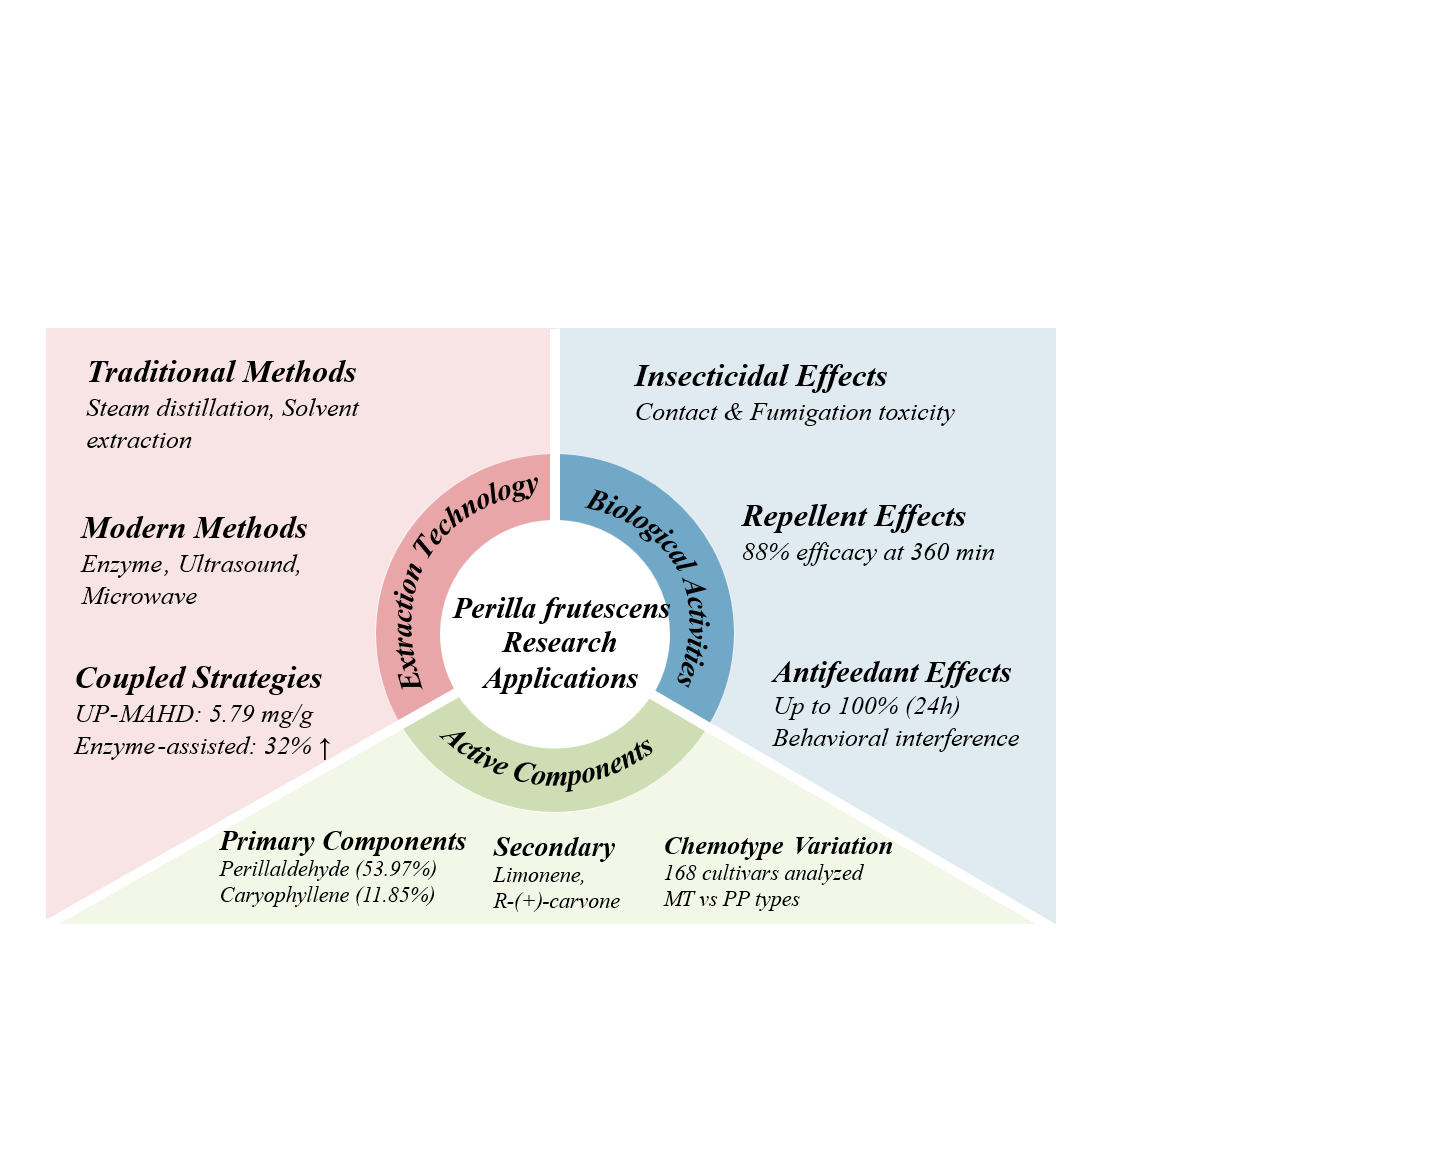 Traditional Methods
Steam distillation, Solvent
extraction
Modern Methods
Enzyme, Ultrasound,
Microwave
Coupled Strategies
UP-MAHD: 5.79 mg/g
Enzyme-assisted: 32% ↑
Extraction Technology
Biological Activities
Active Components
Perilla frutescens
Research
Applications
Insecticidal Effects
Contact & Fumigation toxicity
Repellent Effects
88% efficacy at 360 min
Antifeedant Effects
Up to 100% (24h)
Behavioral interference
Primary Components
Perillaldehyde (53.97%)
Caryophyllene (11.85%)
Secondary
Limonene,
R-(+)-carvone
Chemotype Variation
168 cultivars analyzed
MT vs PP types